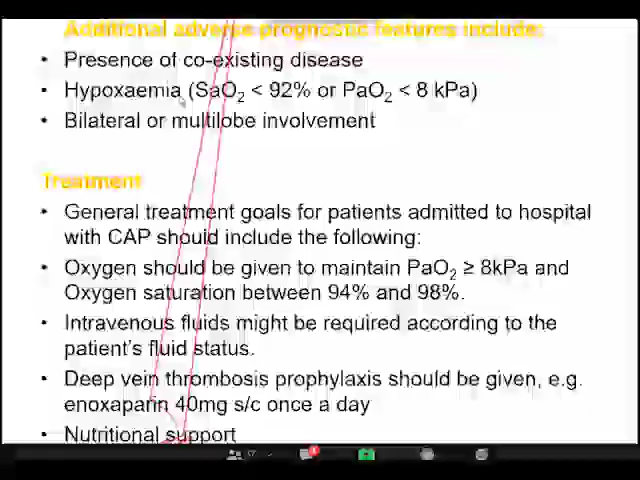 Additional adverse prognostic features include:
• Presence of co-existing disease
• Hypoxaemia (SaO₂ < 92% or PaO₂ < 8 kPa)
• Bilateral or multilobe involvement
Treatment
• General treatment goals for patients admitted to hospital
with CAP should include the following:
• Oxygen should be given to maintain PaO₂ ≥ 8kPa and
Oxygen saturation between 94% and 98%.
• Intravenous fluids might be required according to the
patient's fluid status.
• Deep vein thrombosis prophylaxis should be given, e.g.
enoxaparin 40mg s/c once a day
• Nutritional support